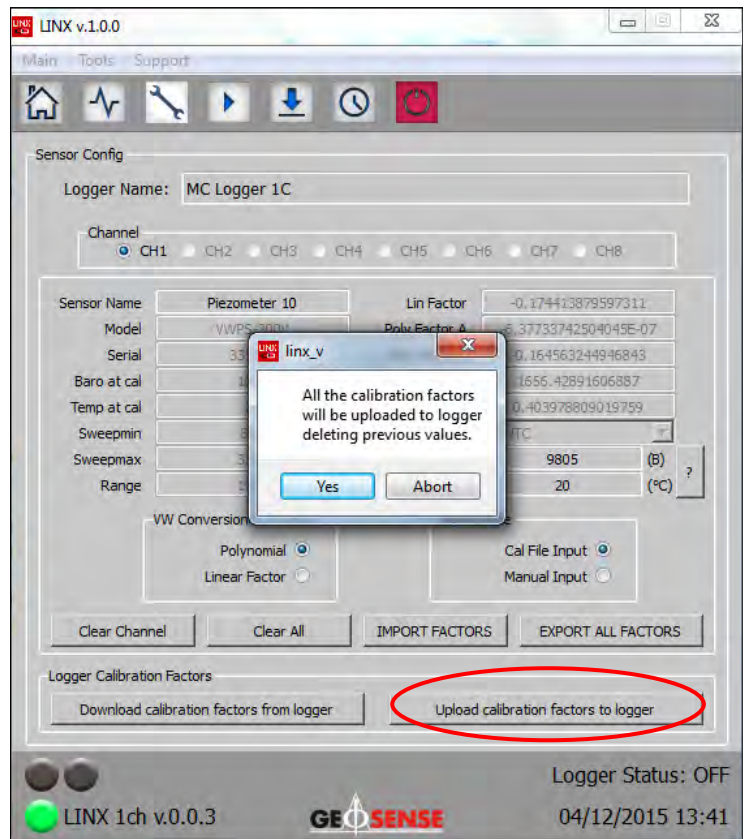 LINX v.1.0.0
Main Tools Support
Sensor Config
Logger Name: MC Logger 1C
Channel
CH1 CH2 CH3 CH4 CH5 CH6 CH7 CH8
Sensor Name Piezometer 10 Lin Factor -0.174413879597311
Model Poly Factor A 6.37733742504045E-07
Serial 33 -0.164563244946843
Baro at cal 1656.42891606887
Temp at cal 0.403978809019759
Sweepmin
Sweepmax 9805 (B) ?
Range 20 (°C)
linx_v
All the calibration factors
will be uploaded to logger
deleting previous values.
Yes Abort
VW Conversion
Polynomial Cal File Input
Linear Factor Manual Input
Clear Channel Clear All IMPORT FACTORS EXPORT ALL FACTORS
Logger Calibration Factors
Download calibration factors from logger Upload calibration factors to logger
Logger Status: OFF
LINX 1ch v.0.0.3 GEOSENSE 04/12/2015 13:41